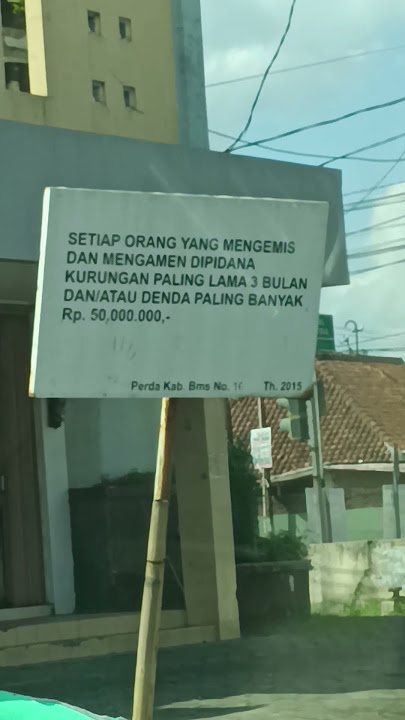 SETIAP ORANG YANG MENGEMIS
DAN MENGAMEN DIPIDANA
KURUNGAN PALING LAMA 3 BULAN
DAN/ATAU DENDA PALING BANYAK
Rp. 50,000.000,-
Perda Kab. Bms No. 16 Th. 2015